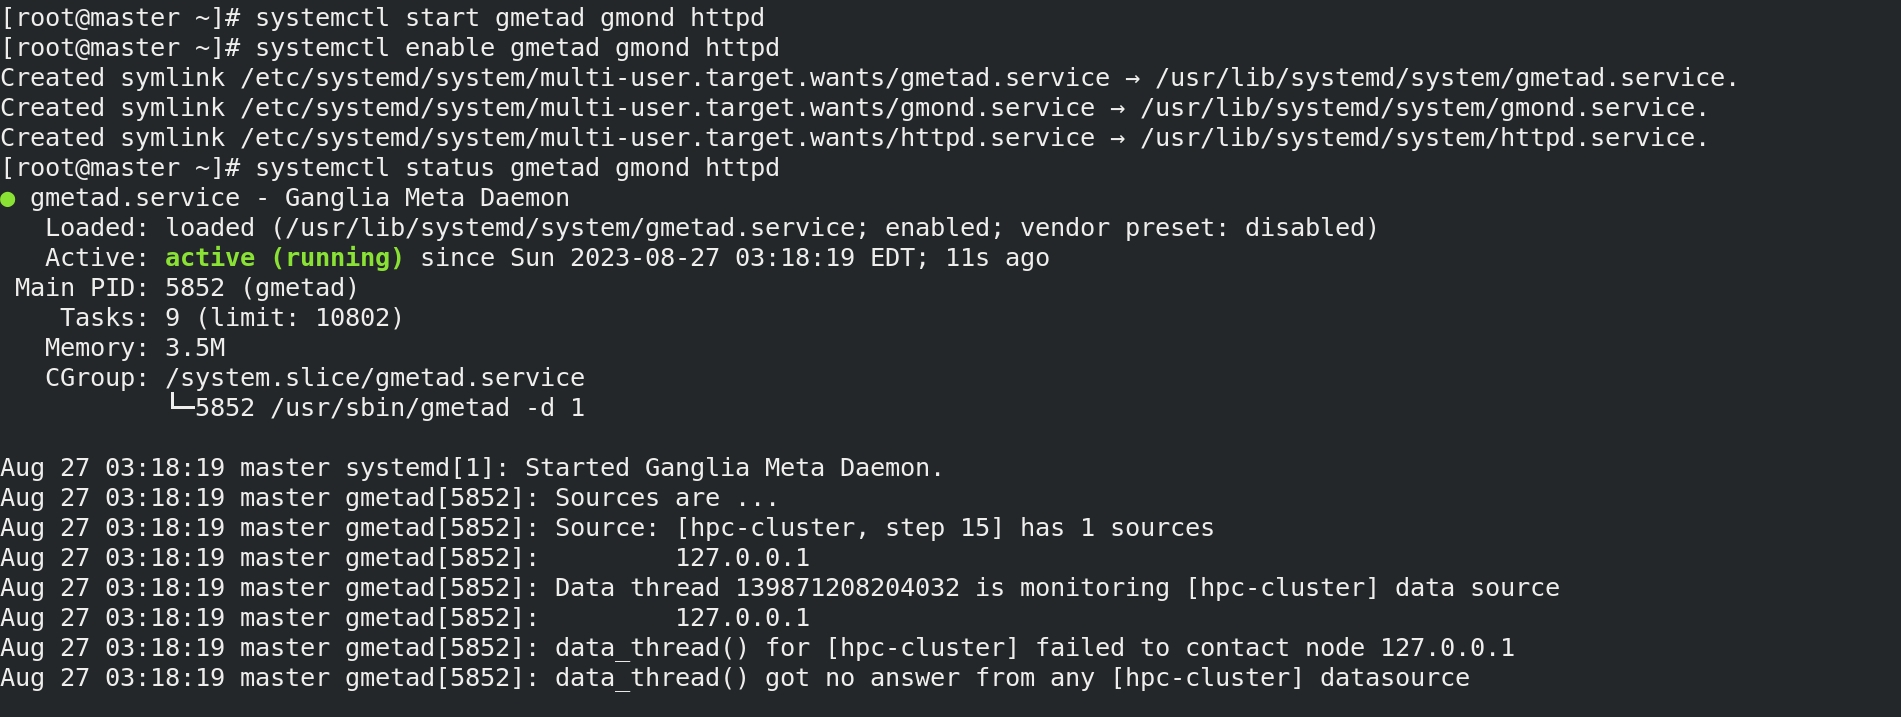 [root@master ~]# systemctl start gmetad gmond httpd
[root@master ~]# systemctl enable gmetad gmond httpd
Created symlink /etc/systemd/system/multi-user.target.wants/gmetad.service → /usr/lib/systemd/system/gmetad.service.
Created symlink /etc/systemd/system/multi-user.target.wants/gmond.service → /usr/lib/systemd/system/gmond.service.
Created symlink /etc/systemd/system/multi-user.target.wants/httpd.service → /usr/lib/systemd/system/httpd.service.
[root@master ~]# systemctl status gmetad gmond httpd
● gmetad.service - Ganglia Meta Daemon
   Loaded: loaded (/usr/lib/systemd/system/gmetad.service; enabled; vendor preset: disabled)
   Active: active (running) since Sun 2023-08-27 03:18:19 EDT; 11s ago
 Main PID: 5852 (gmetad)
    Tasks: 9 (limit: 10802)
   Memory: 3.5M
   CGroup: /system.slice/gmetad.service
           └─5852 /usr/sbin/gmetad -d 1

Aug 27 03:18:19 master systemd[1]: Started Ganglia Meta Daemon.
Aug 27 03:18:19 master gmetad[5852]: Sources are ...
Aug 27 03:18:19 master gmetad[5852]: Source: [hpc-cluster, step 15] has 1 sources
Aug 27 03:18:19 master gmetad[5852]:         127.0.0.1
Aug 27 03:18:19 master gmetad[5852]: Data thread 139871208204032 is monitoring [hpc-cluster] data source
Aug 27 03:18:19 master gmetad[5852]:         127.0.0.1
Aug 27 03:18:19 master gmetad[5852]: data_thread() for [hpc-cluster] failed to contact node 127.0.0.1
Aug 27 03:18:19 master gmetad[5852]: data_thread() got no answer from any [hpc-cluster] datasource